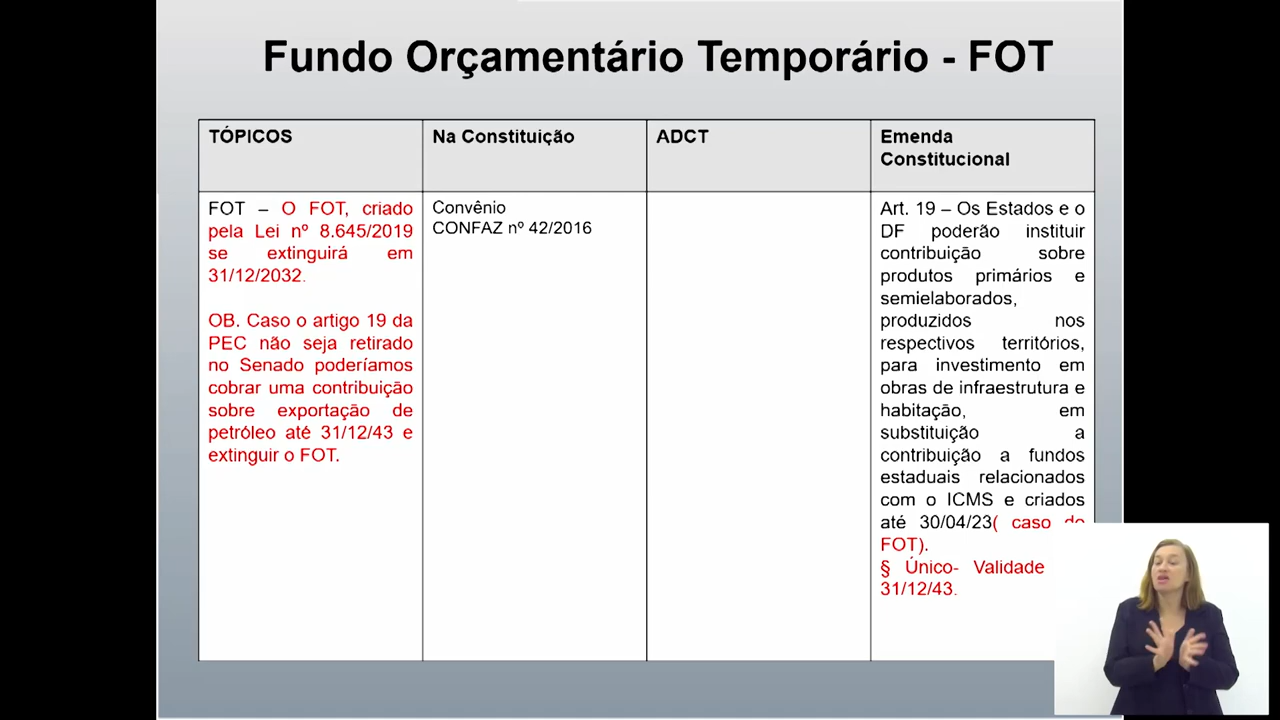 Fundo Orçamentário Temporário - FOT
TÓPICOS
Na Constituição
ADCT
Emenda
Constitucional
FOT – O FOT, criado
pela Lei nº 8.645/2019
se extinguirá em
31/12/2032.
OB. Caso o artigo 19 da
PEC não seja retirado
no Senado poderíamos
cobrar uma contribuição
sobre exportação de
petróleo até 31/12/43 e
extinguir o FOT.
Convênio
CONFAZ nº 42/2016
Art. 19 – Os Estados e o
DF poderão instituir
contribuição sobre
produtos primários e
semielaborados,
produzidos nos
respectivos territórios,
para investimento em
obras de infraestrutura e
habitação, em
substituição a
contribuição a fundos
estaduais relacionados
com o ICMS e criados
até 30/04/23( caso do
FOT).
§ Único- Validade
31/12/43.